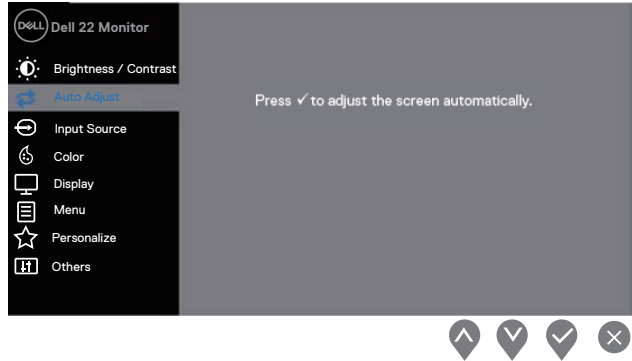 DELL Dell 22 Monitor
Brightness / Contrast
Auto Adjust
Press ✓ to adjust the screen automatically.
Input Source
Color
Display
Menu
Personalize
Others